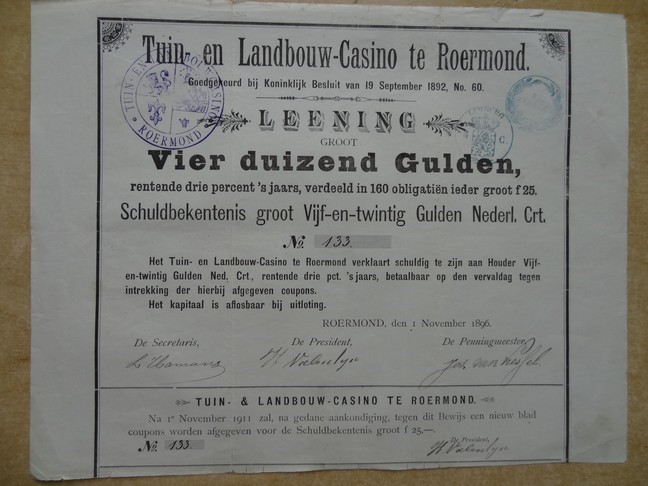 Tuin- en Landbouw-Casino te Roermond.
Goedgekeurd bij Koninklijk Besluit van 19 September 1892, No. 60.
TUIN- EN
ROERMOND
LEENING
GROOT
Vier duizend Gulden,
rentende drie percent 's jaars, verdeeld in 160 obligatiën ieder groot f 25.
Schuldbekentenis groot Vijf-en-twintig Gulden Nederl. Crt.
No. 133.
Het Tuin- en Landbouw-Casino te Roermond verklaart schuldig te zijn aan Houder Vijf-
en-twintig Gulden Ned. Crt., rentende drie pct. 's jaars, betaalbaar op den vervaldag tegen
intrekking der hierbij afgegeven coupons.
Het kapitaal is aflosbaar bij uitloting.
ROERMOND, den 1 November 1896.
De Secretaris, De President, De Penningmeester,
TUIN- & LANDBOUW-CASINO TE ROERMOND.
Na 1e November 1911 zal, na gedane aankondiging, tegen dit Bewijs een nieuw blad
coupons worden afgegeven voor de Schuldbekentenis groot f 25.—
De President,
No. 133.